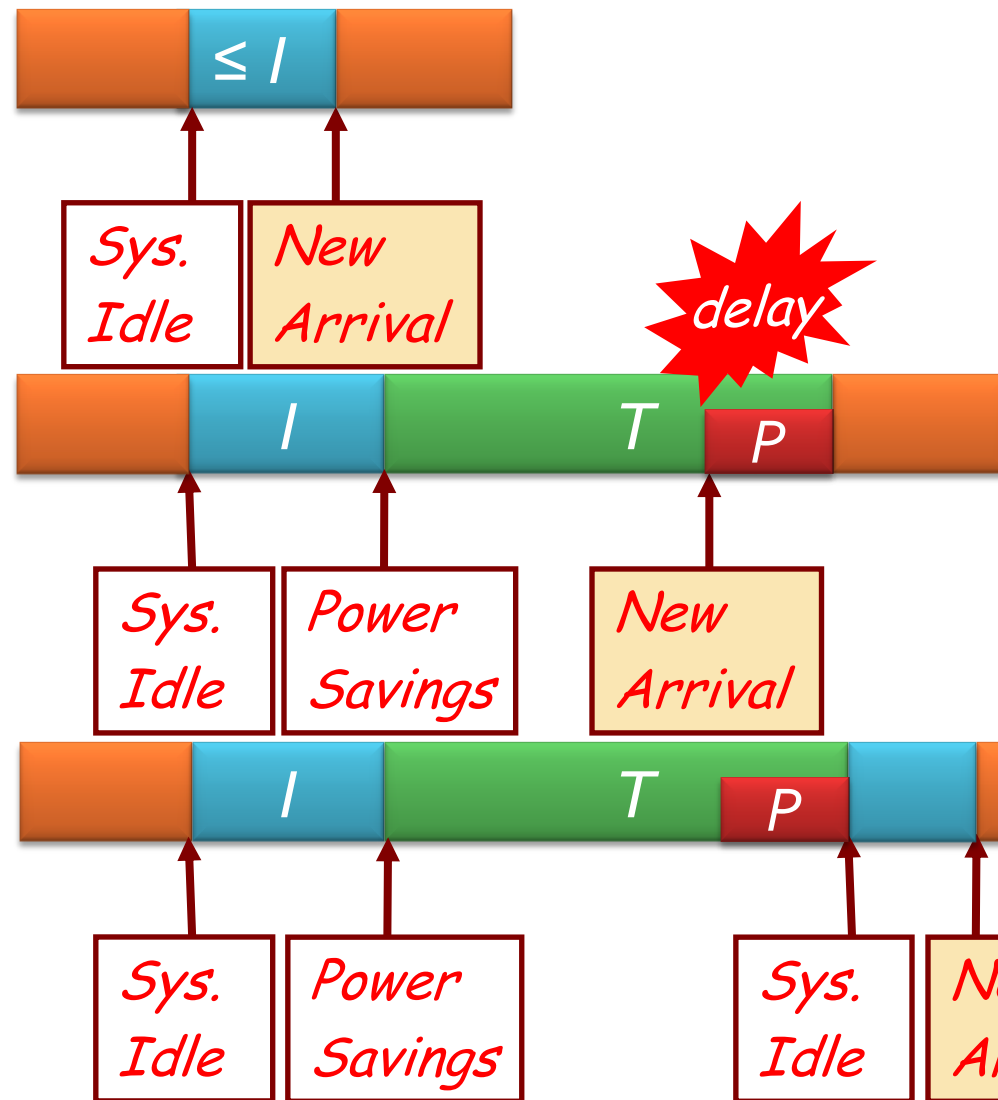 ≤ I
Sys.
Idle
New
Arrival
delay
I
T
P
Sys.
Idle
Power
Savings
New
Arrival
I
T
P
Sys.
Idle
Power
Savings
Sys.
Idle